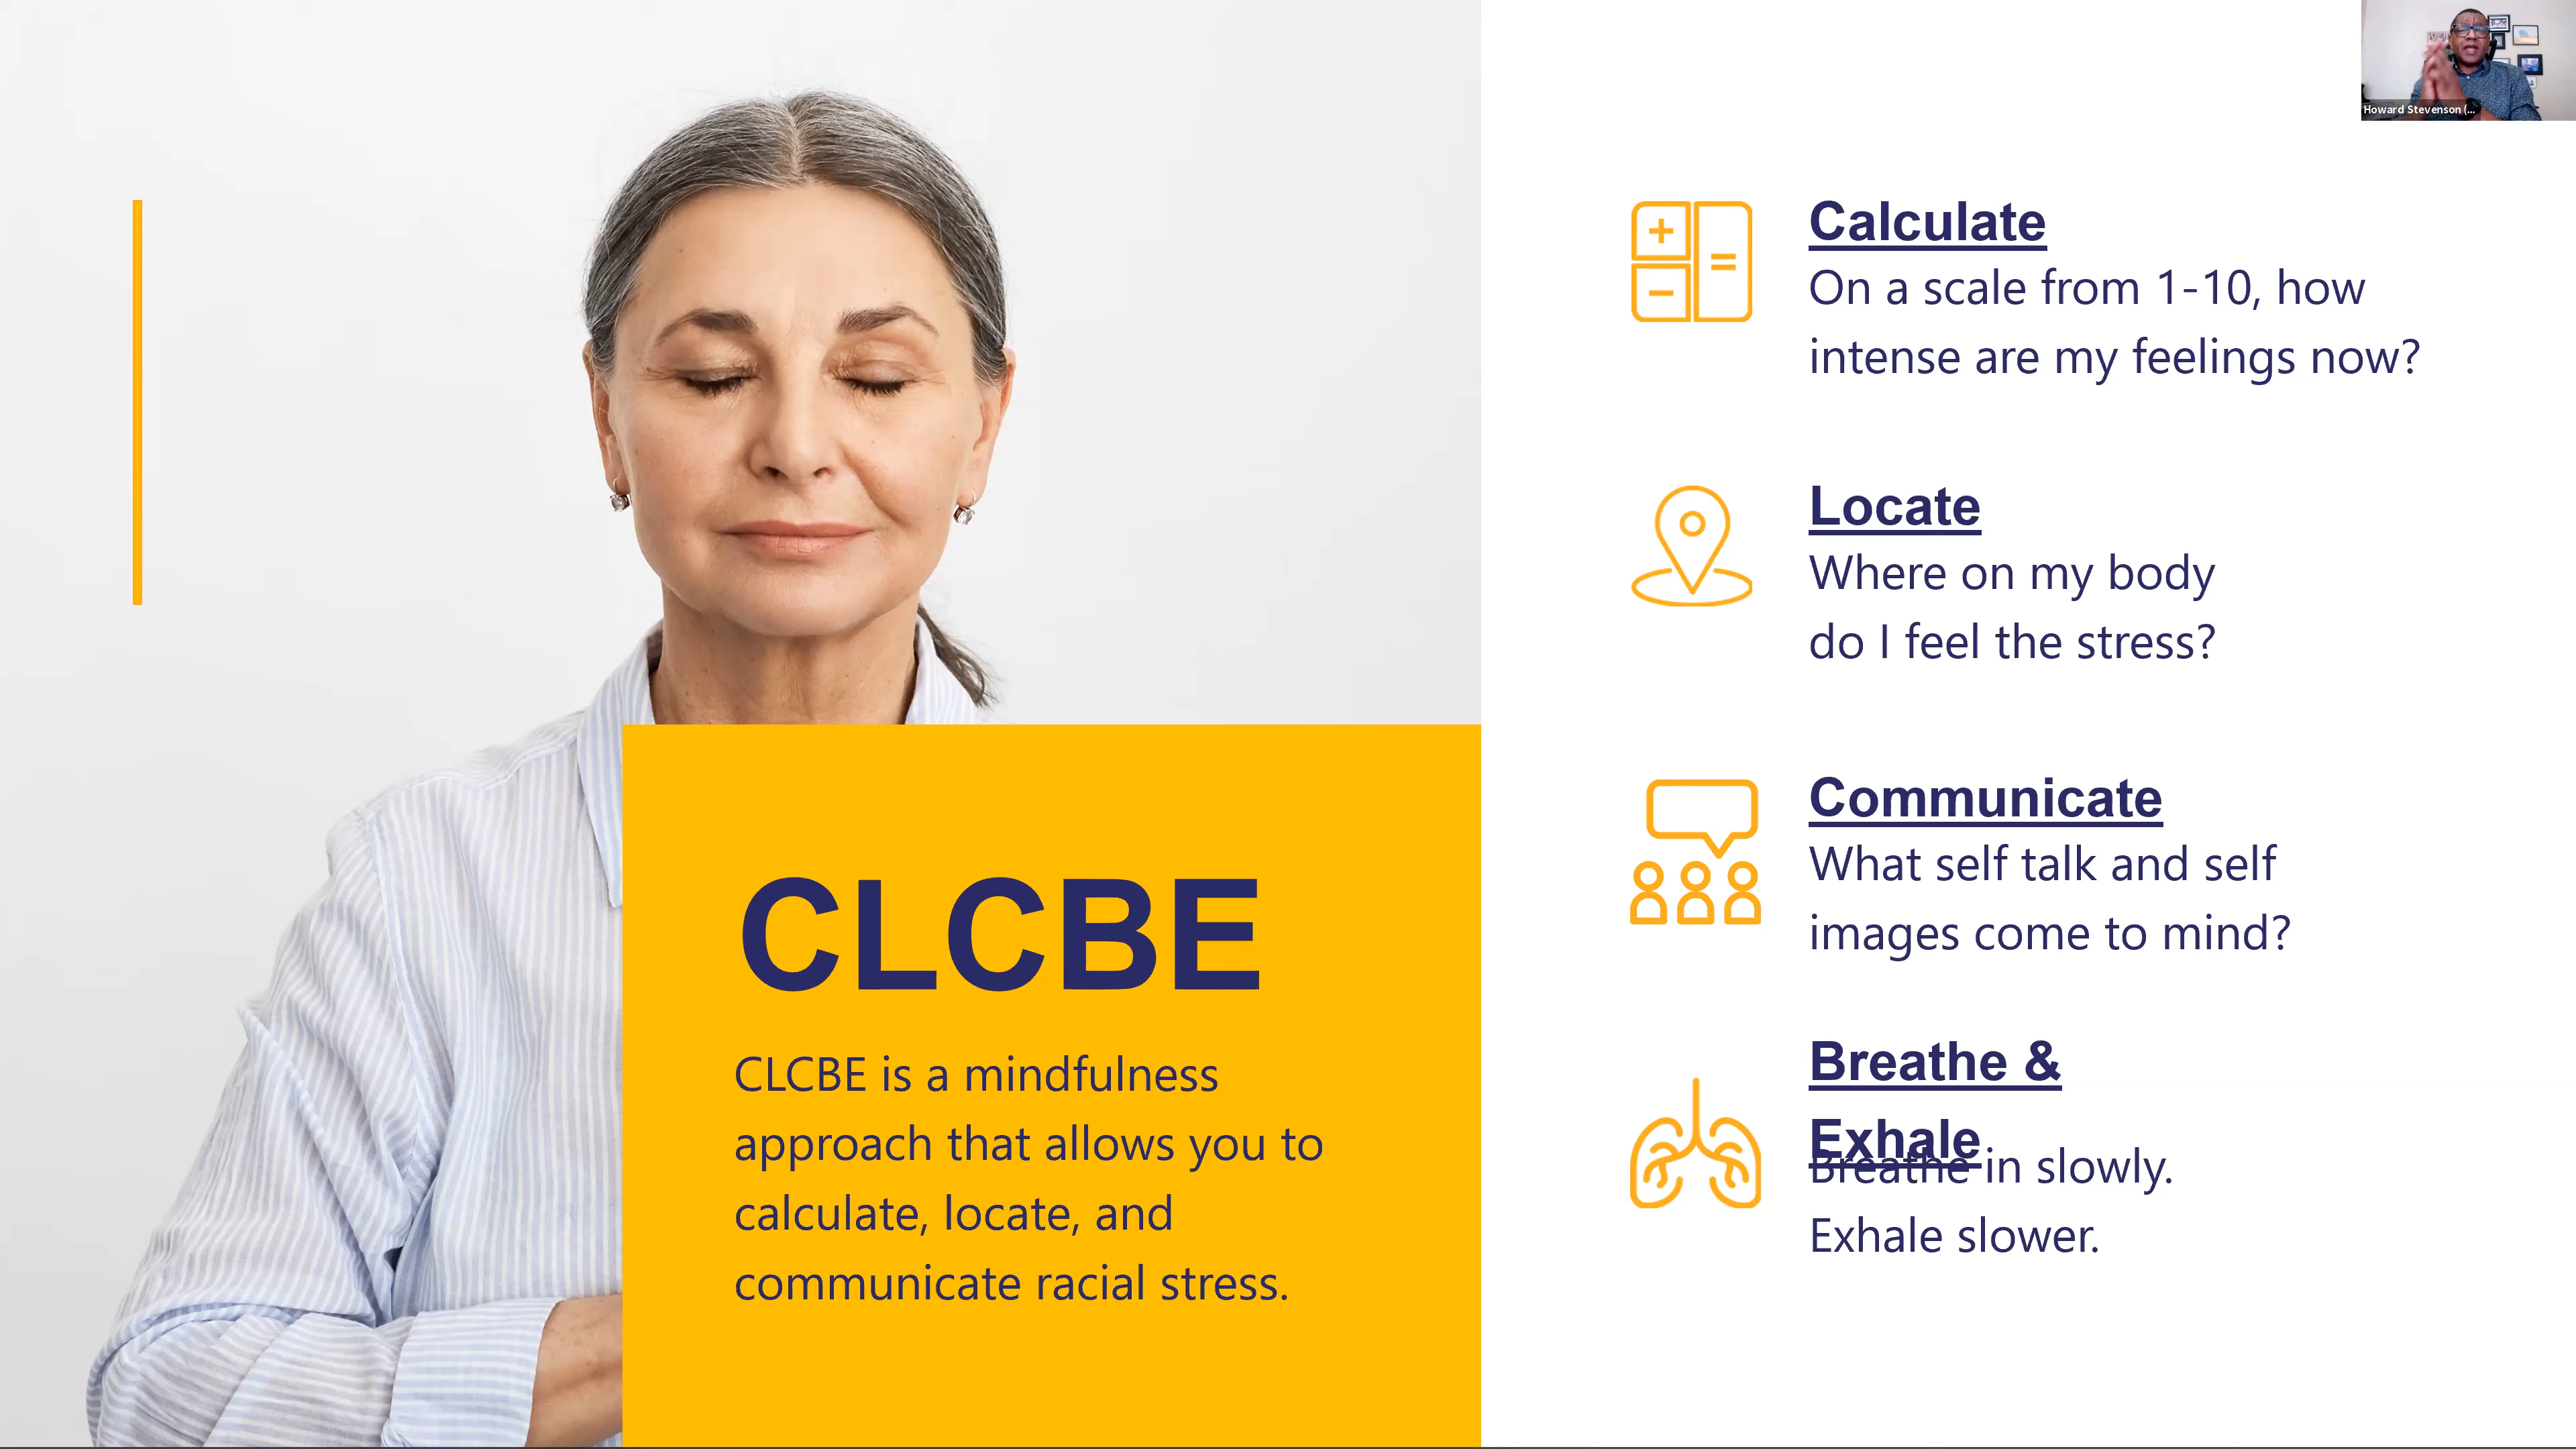 Howard Stevenson (...
Calculate
On a scale from 1-10, how
intense are my feelings now?
Locate
Where on my body
do I feel the stress?
Communicate
What self talk and self
images come to mind?
Breathe &
Exhale
Breathe in slowly.
Exhale slower.
CLCBE
CLCBE is a mindfulness
approach that allows you to
calculate, locate, and
communicate racial stress.